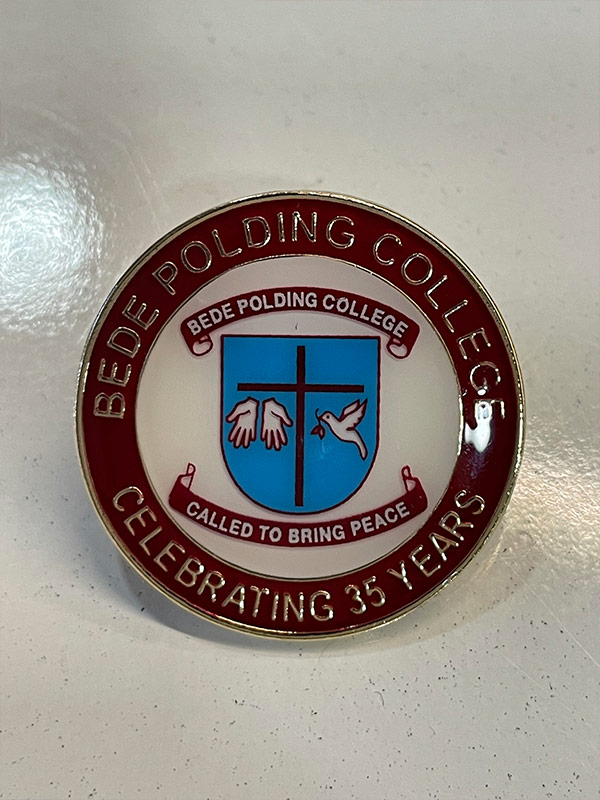 BEDE POLDING COLLEGE
BEDE POLDING COLLEGE
CALLED TO BRING PEACE
CELEBRATING 35 YEARS